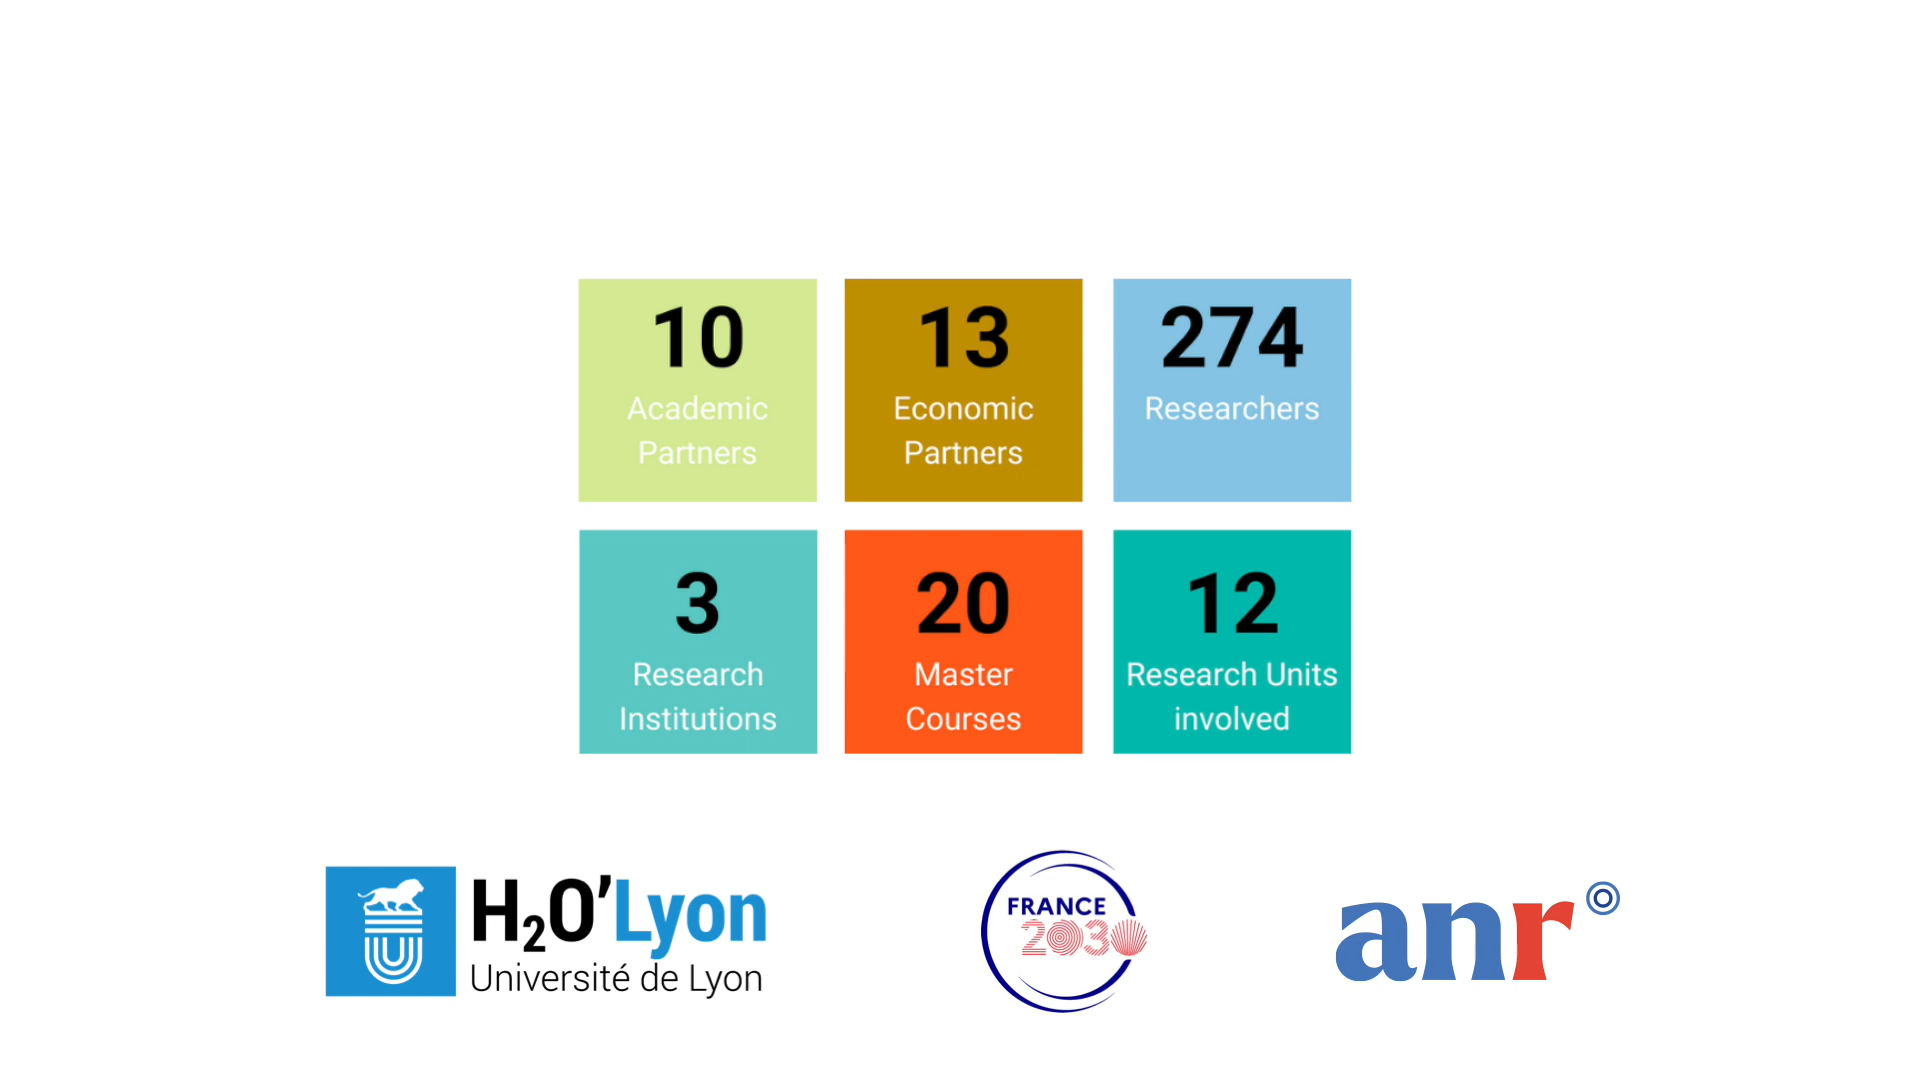 10
Academic
Partners
13
Economic
Partners
274
Researchers
3
Research
Institutions
20
Master
Courses
12
Research Units
involved
H₂O'Lyon
Université de Lyon
FRANCE
2030
anr